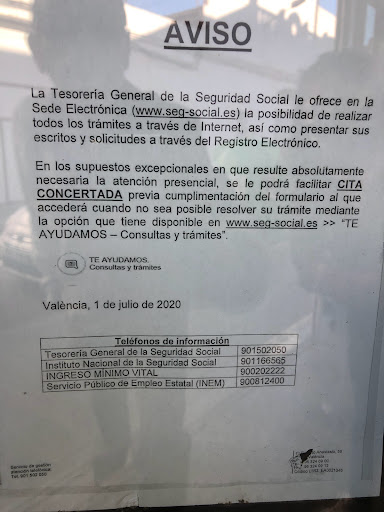 AVISO
La Tesorería General de la Seguridad Social le ofrece en la
Sede Electrónica (www.seg-social.es) la posibilidad de realizar
todos los trámites a través de Internet, así como presentar sus
escritos y solicitudes a través del Registro Electrónico.
En los supuestos excepcionales en que resulte absolutamente
necesaria la atención presencial, se le podrá facilitar CITA
CONCERTADA previa cumplimentación del formulario al que
accederá cuando no sea posible resolver su trámite mediante
la opción que tiene disponible en www.seg-social.es >> "TE
AYUDAMOS – Consultas y trámites".
TE AYUDAMOS.
Consultas y trámites
València, 1 de julio de 2020
Teléfonos de información
Tesorería General de la Seguridad Social 901502050
Instituto Nacional de la Seguridad Social 901166565
INGRESO MÍNIMO VITAL 900202222
Servicio Público de Empleo Estatal (INEM) 900812400
Servicio de gestión
atención telefónica: